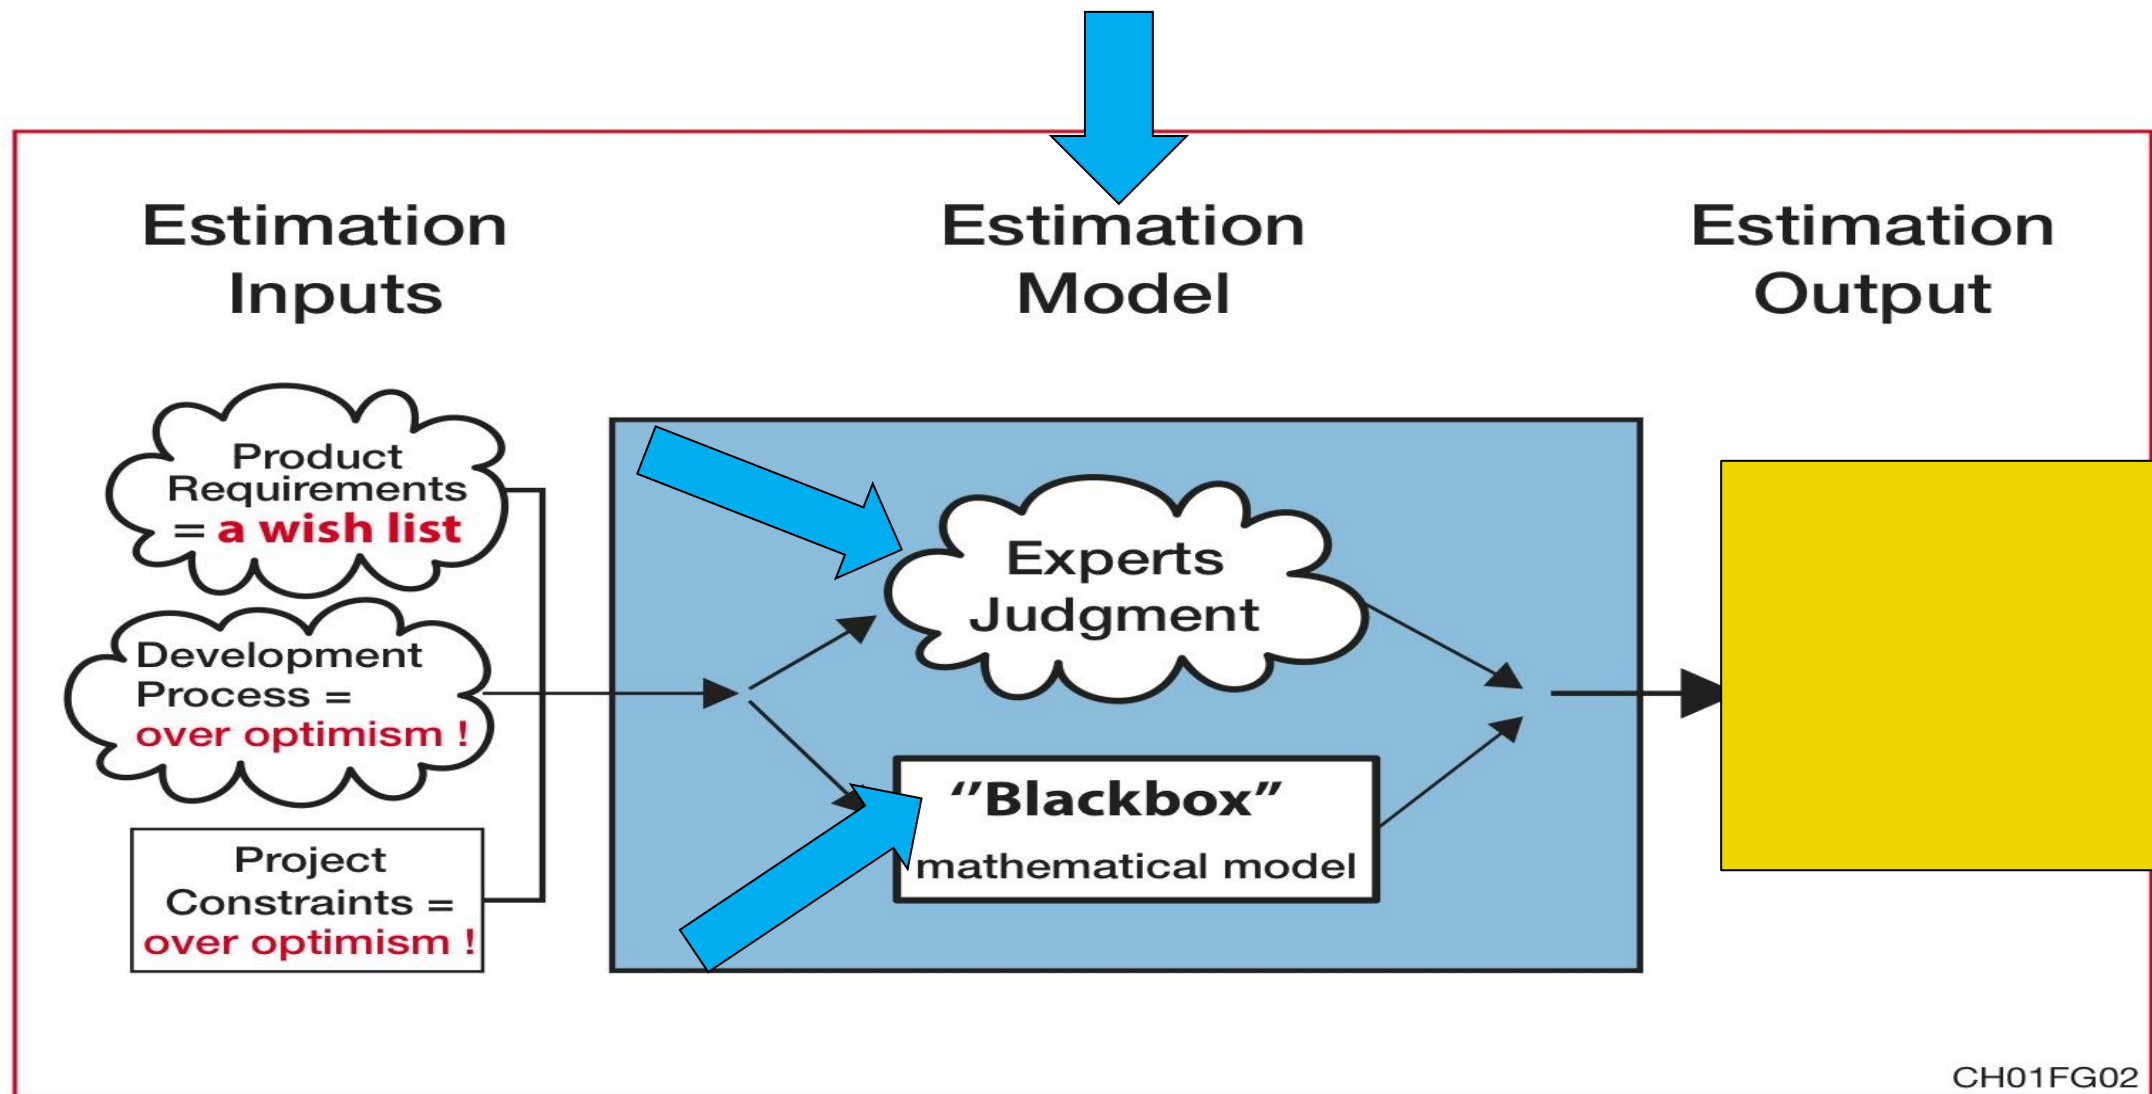 Estimation
Inputs
Estimation
Model
Estimation
Output
Product
Requirements
= a wish list
Development
Process =
over optimism !
Project
Constraints =
over optimism !
Experts
Judgment
‘‘Blackbox”
mathematical model
CH01FG02